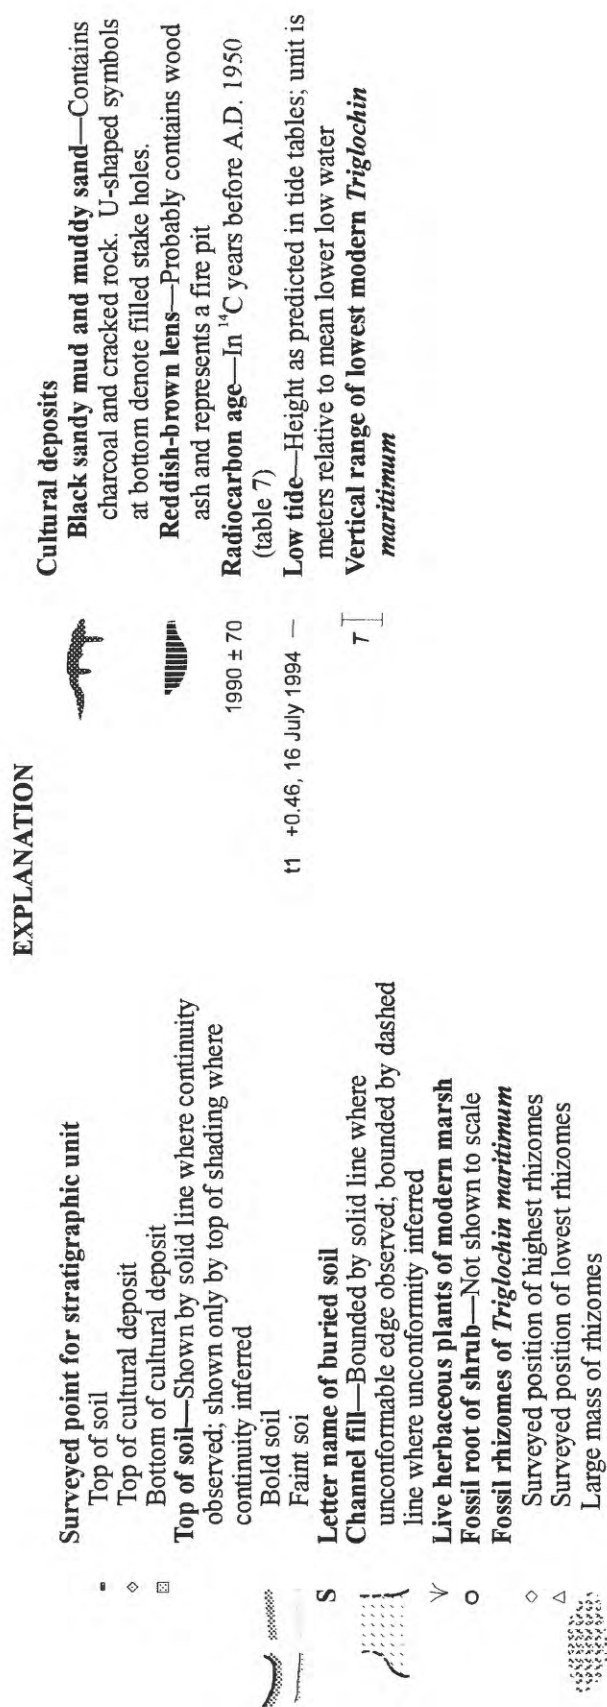 EXPLANATION
Surveyed point for stratigraphic unit
Top of soil
Top of cultural deposit
Bottom of cultural deposit
Top of soil—Shown by solid line where continuity
observed; shown only by top of shading where
continuity inferred
Bold soil
Faint soi
S Letter name of buried soil
Channel fill—Bounded by solid line where
unconformable edge observed; bounded by dashed
line where unconformity inferred
Live herbaceous plants of modern marsh
Fossil root of shrub—Not shown to scale
Fossil rhizomes of Triglochin maritimum
Surveyed position of highest rhizomes
Surveyed position of lowest rhizomes
Large mass of rhizomes
Cultural deposits
Black sandy mud and muddy sand—Contains
charcoal and cracked rock. U-shaped symbols
at bottom denote filled stake holes.
Reddish-brown lens—Probably contains wood
ash and represents a fire pit
1990 ± 70 Radiocarbon age—In ¹⁴C years before A.D. 1950
(table 7)
t1 +0.46, 16 July 1994 — Low tide—Height as predicted in tide tables; unit is
meters relative to mean lower low water
T Vertical range of lowest modern Triglochin
maritimum